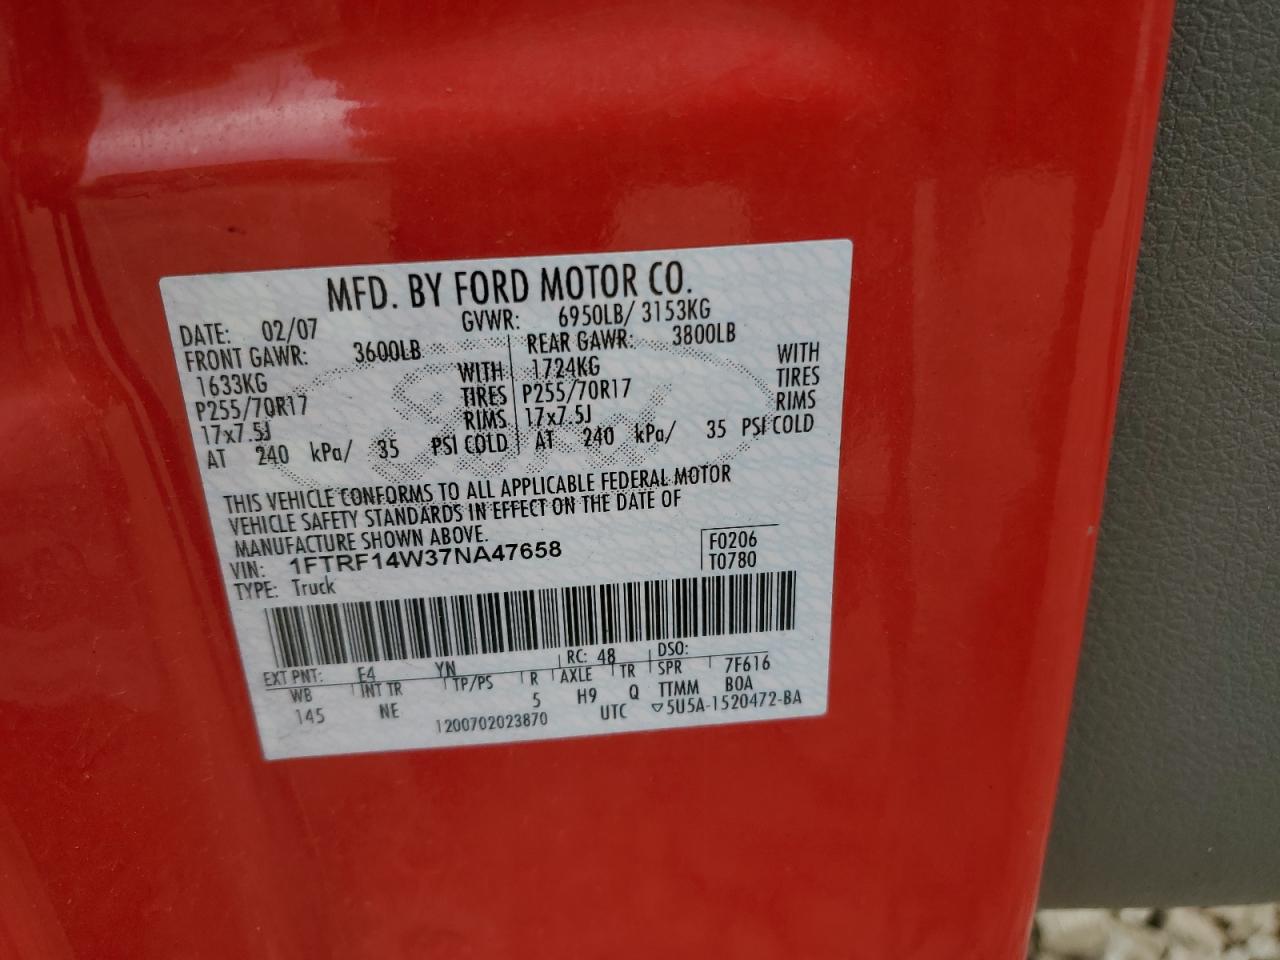 MFD. BY FORD MOTOR CO.
DATE: 02/07 GVWR: 6950LB/ 3153KG
FRONT GAWR: 3600LB REAR GAWR: 3800LB
1633KG WITH 1724KG WITH
P255/70R17 TIRES P255/70R17 TIRES
17x7.5J RIMS 17x7.5J RIMS
AT 240 kPa/ 35 PSI COLD AT 240 kPa/ 35 PSI COLD
THIS VEHICLE CONFORMS TO ALL APPLICABLE FEDERAL MOTOR
VEHICLE SAFETY STANDARDS IN EFFECT ON THE DATE OF
MANUFACTURE SHOWN ABOVE.
VIN: 1FTRF14W37NA47658 F0206
TYPE: Truck T0780
EXT PNT: E4 YN RC: 48 DSO:
WB INT TR TP/PS R AXLE TR SPR 7F616
145 NE 5 H9 Q TTMM B0A
1200702023870 UTC ▽5U5A-1520472-BA